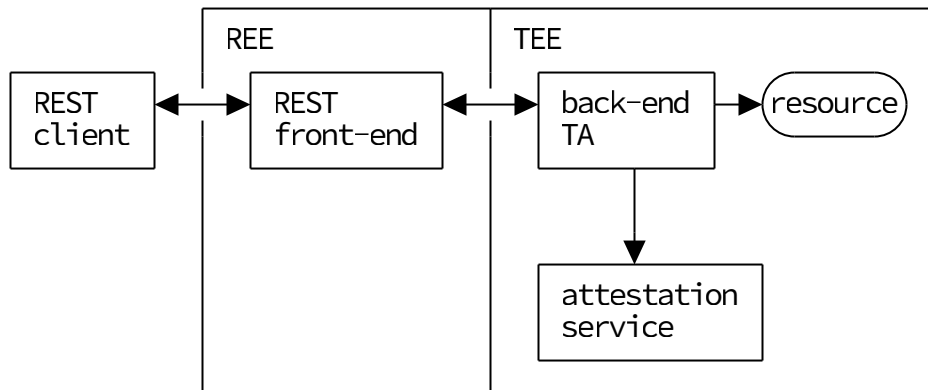 REE
TEE
REST
client
REST
front-end
back-end
TA
resource
attestation
service